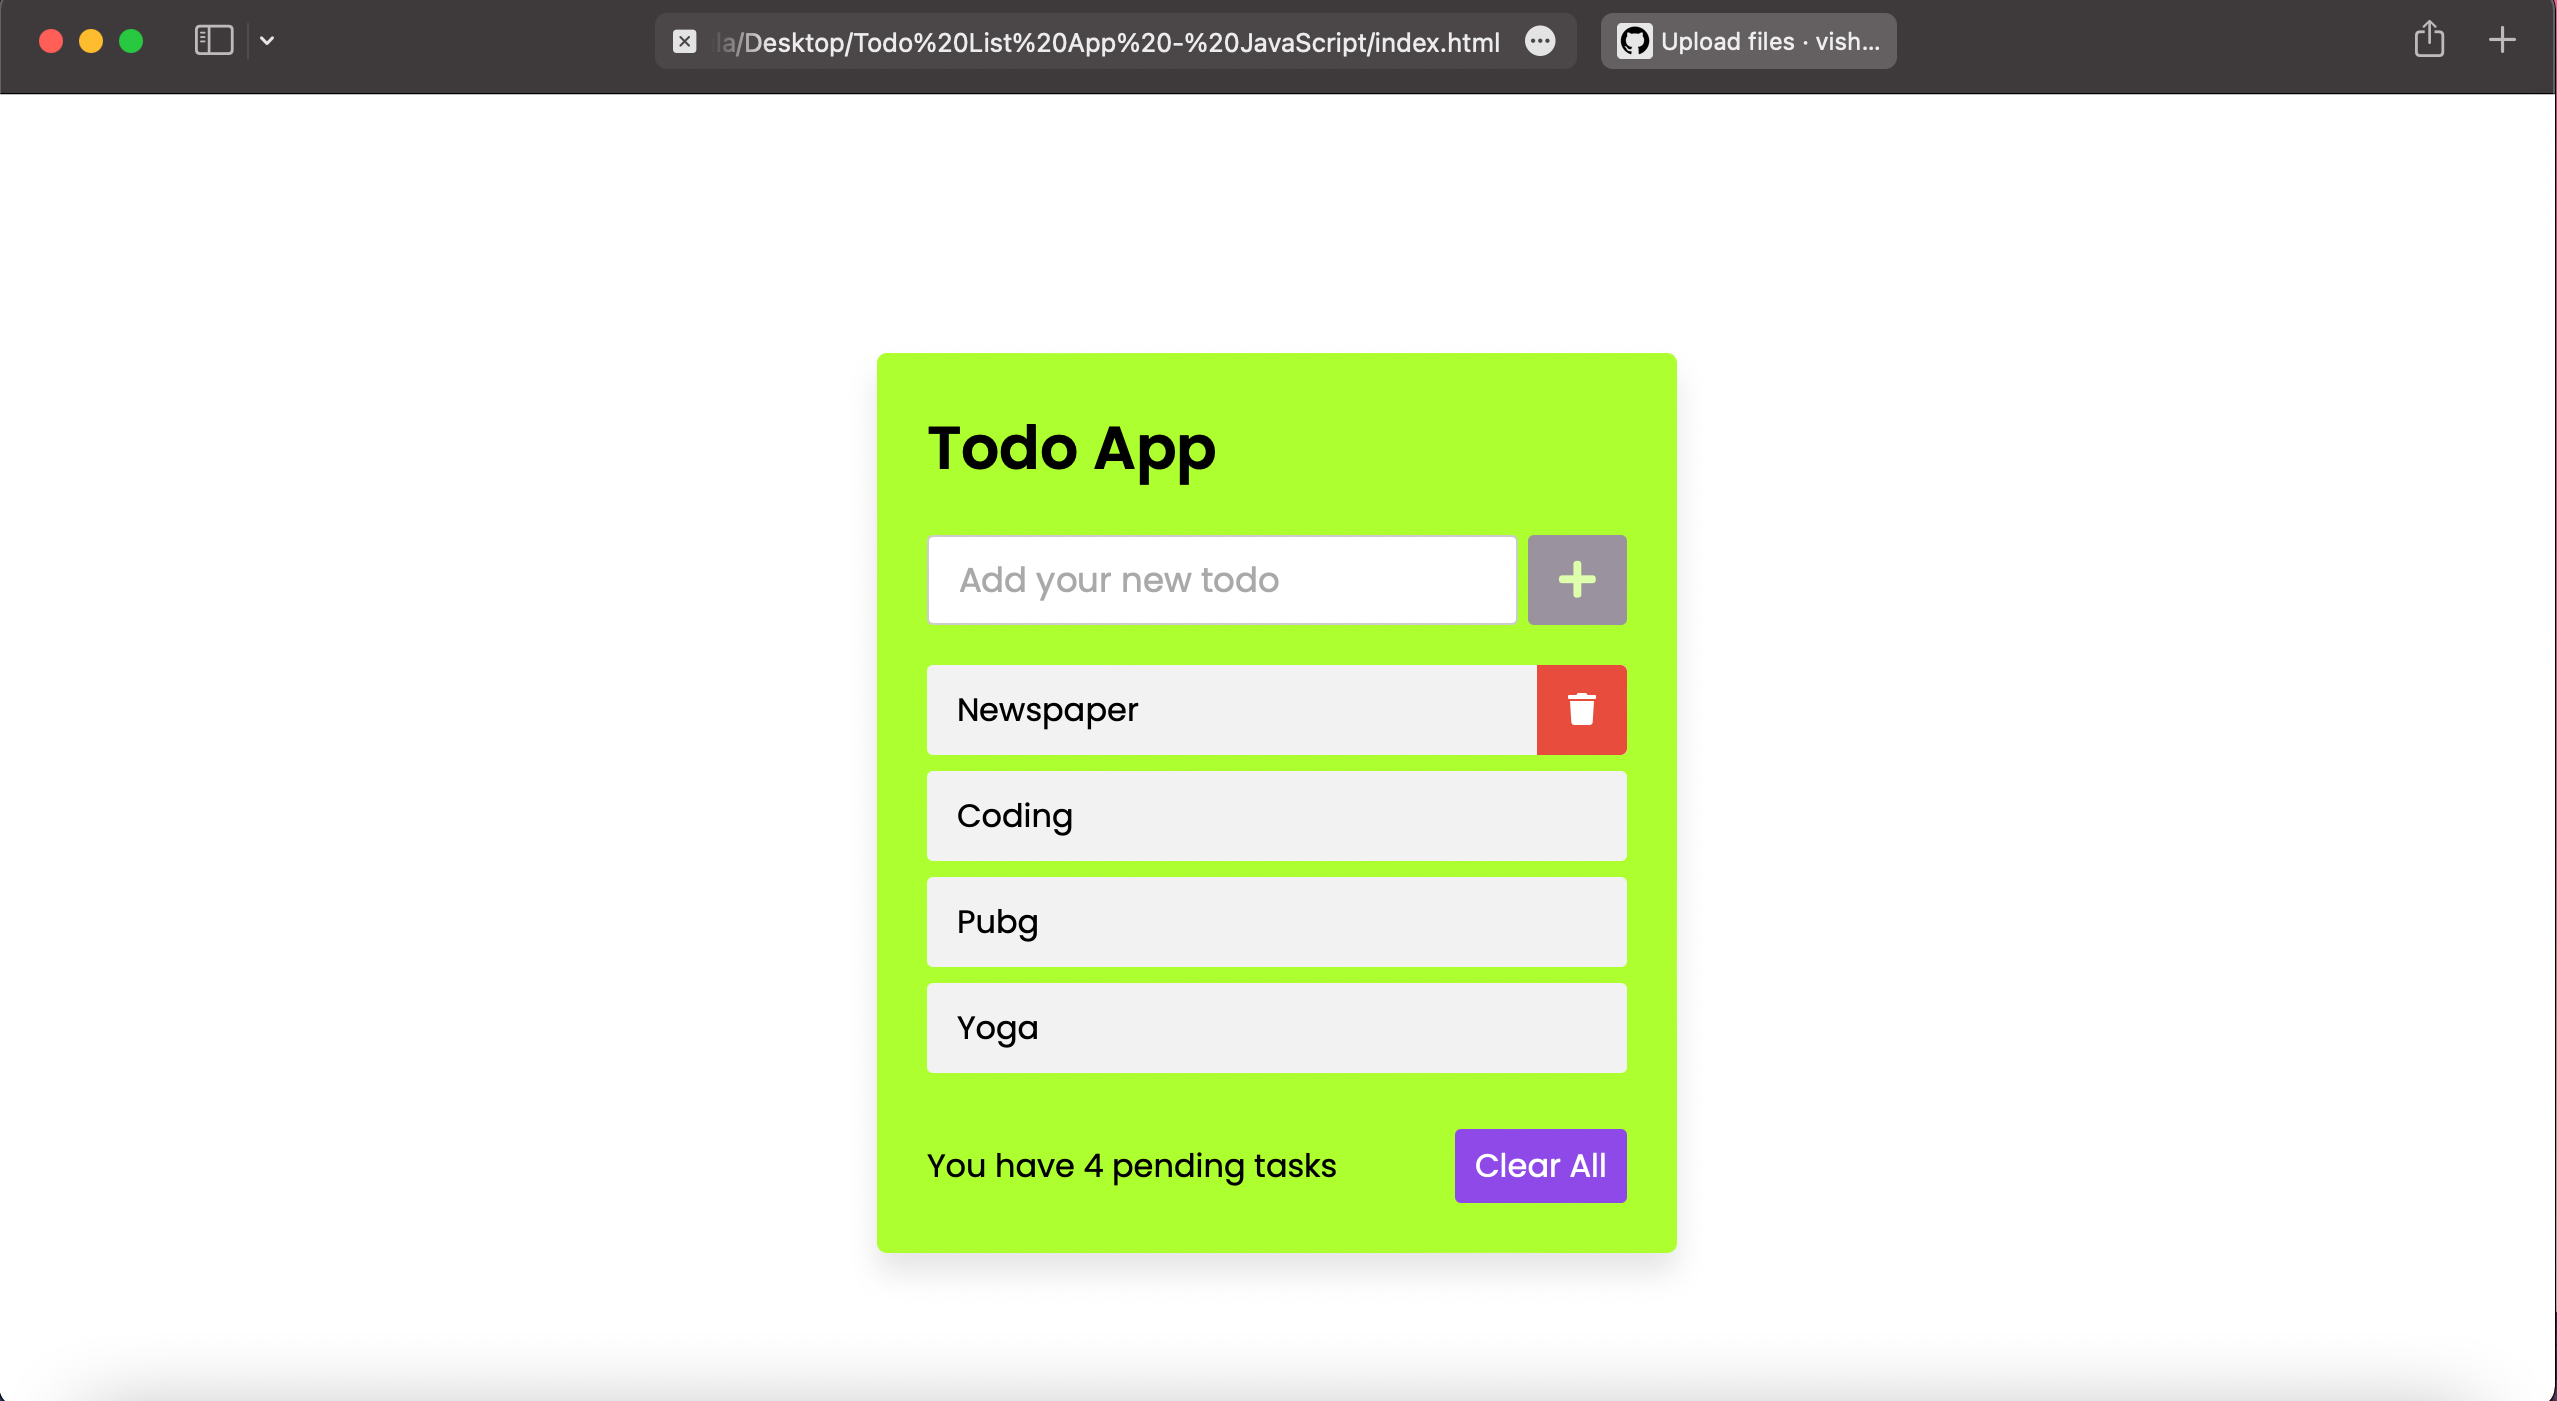 /Desktop/Todo%20List%20App%20-%20JavaScript/index.html
Upload files · vish...
Todo App
Add your new todo
Newspaper
Coding
Pubg
Yoga
You have 4 pending tasks
Clear All